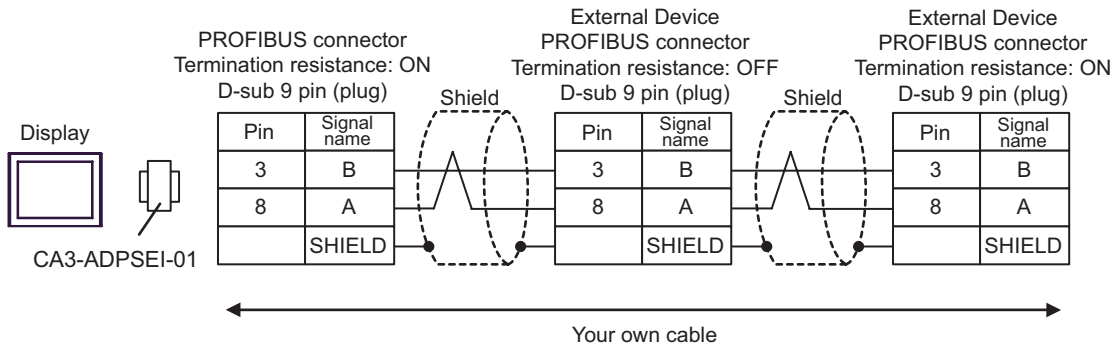 Display
CA3-ADPSEI-01
PROFIBUS connector
Termination resistance: ON
D-sub 9 pin (plug)
Pin Signal name
3 B
8 A
SHIELD
Shield
External Device
PROFIBUS connector
Termination resistance: OFF
D-sub 9 pin (plug)
Pin Signal name
3 B
8 A
SHIELD
Shield
External Device
PROFIBUS connector
Termination resistance: ON
D-sub 9 pin (plug)
Pin Signal name
3 B
8 A
SHIELD
Your own cable